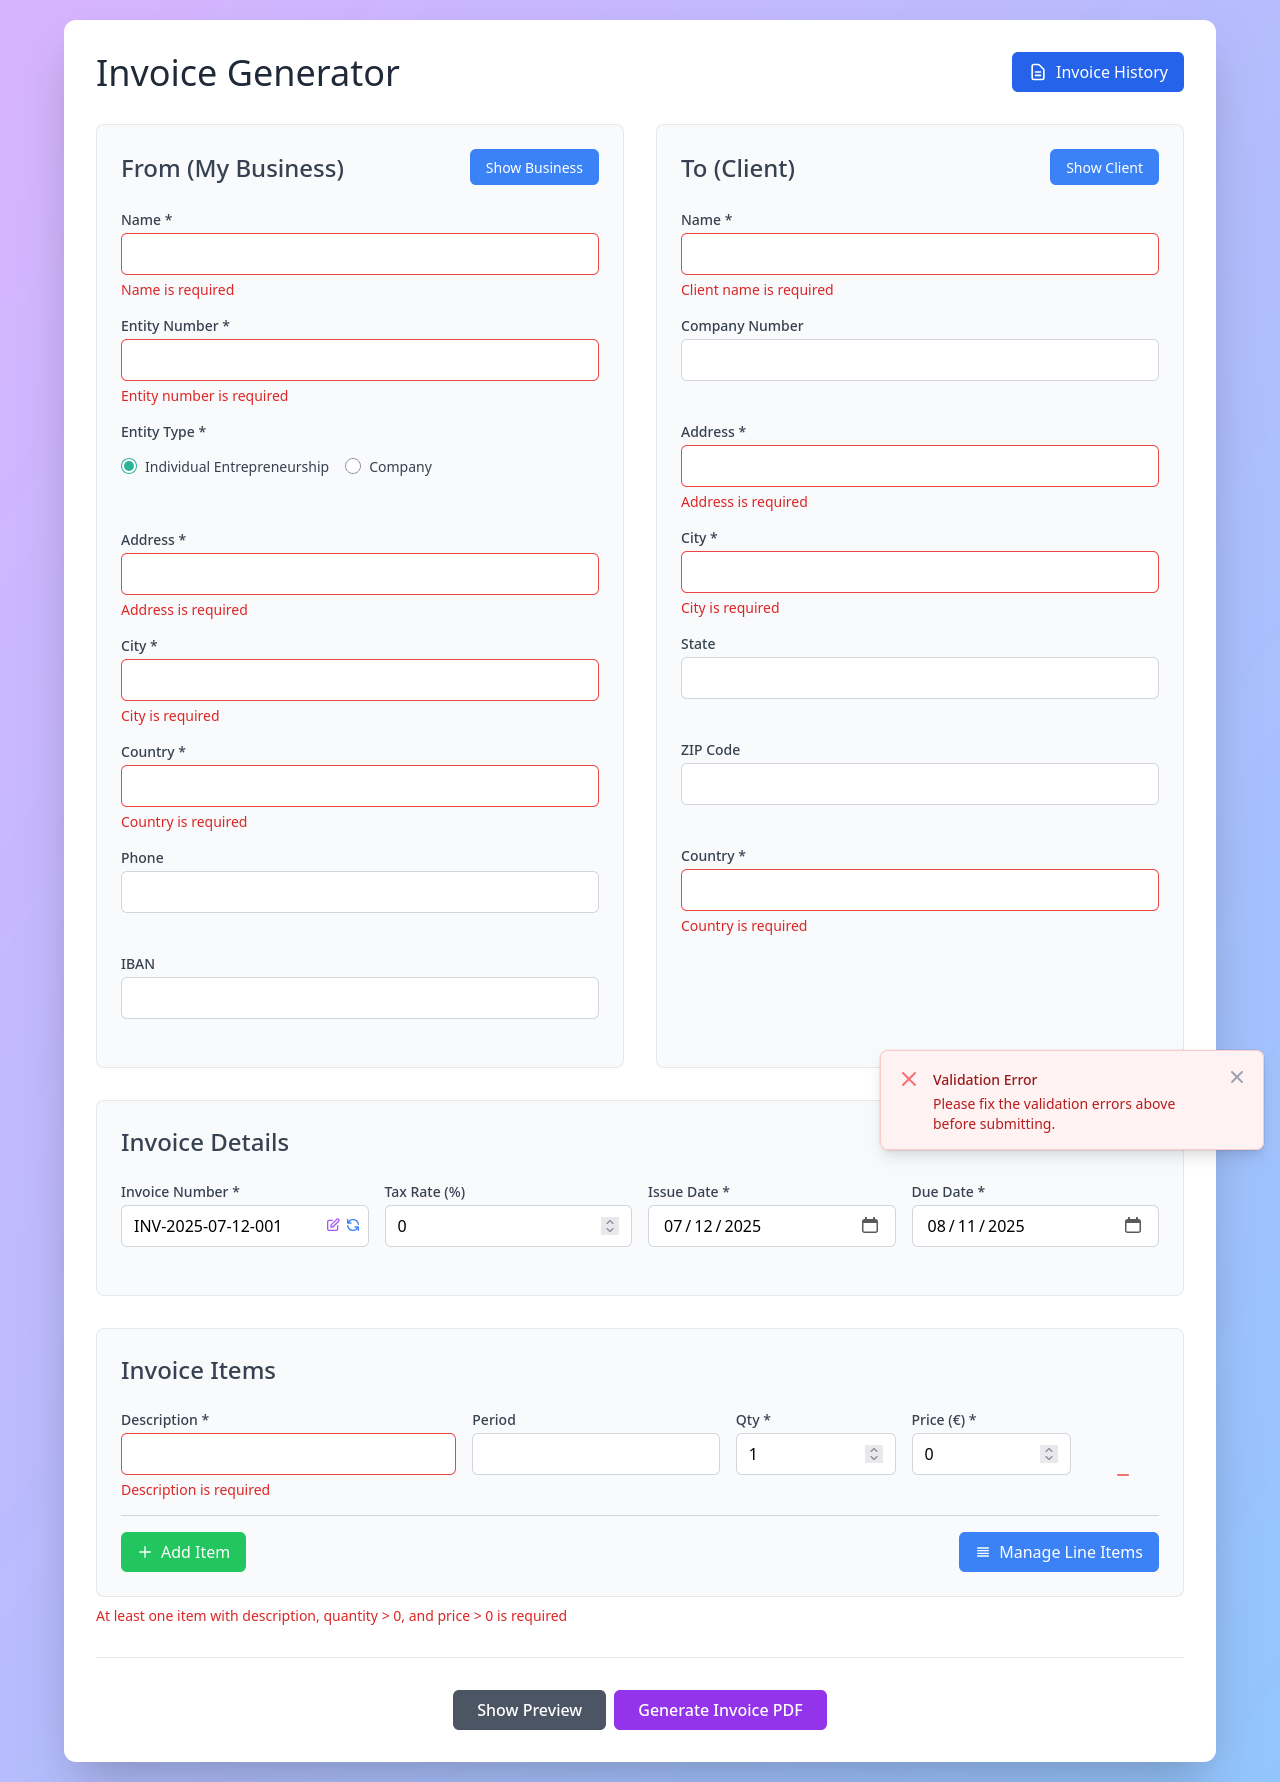 Invoice Generator
Invoice History
From (My Business)
Show Business
Name *
Name is required
Entity Number *
Entity number is required
Entity Type *
Individual Entrepreneurship
Company
Address *
Address is required
City *
City is required
Country *
Country is required
Phone
IBAN
To (Client)
Show Client
Name *
Client name is required
Company Number
Address *
Address is required
City *
City is required
State
ZIP Code
Country *
Country is required
Validation Error
Please fix the validation errors above
before submitting.
Invoice Details
Invoice Number *
INV-2025-07-12-001
Tax Rate (%)
0
Issue Date *
07/12/2025
Due Date *
08/11/2025
Invoice Items
Description *
Description is required
Period
Qty *
1
Price (€) *
0
Add Item
Manage Line Items
At least one item with description, quantity > 0, and price > 0 is required
Show Preview
Generate Invoice PDF